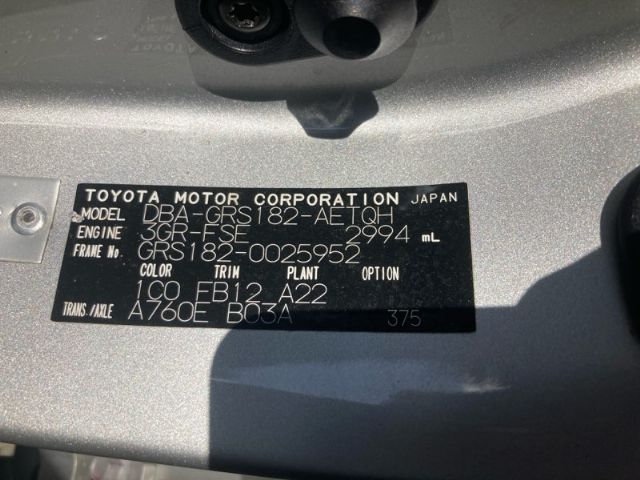 TOYOTA MOTOR CORPORATION JAPAN
MODEL DBA-GRS182-AETQH
ENGINE 3GR-FSE 2994 mL
FRAME No. GRS182-0025952
COLOR TRIM PLANT OPTION
1C0 FB12 A22
TRANS./AXLE A760E B03A 375